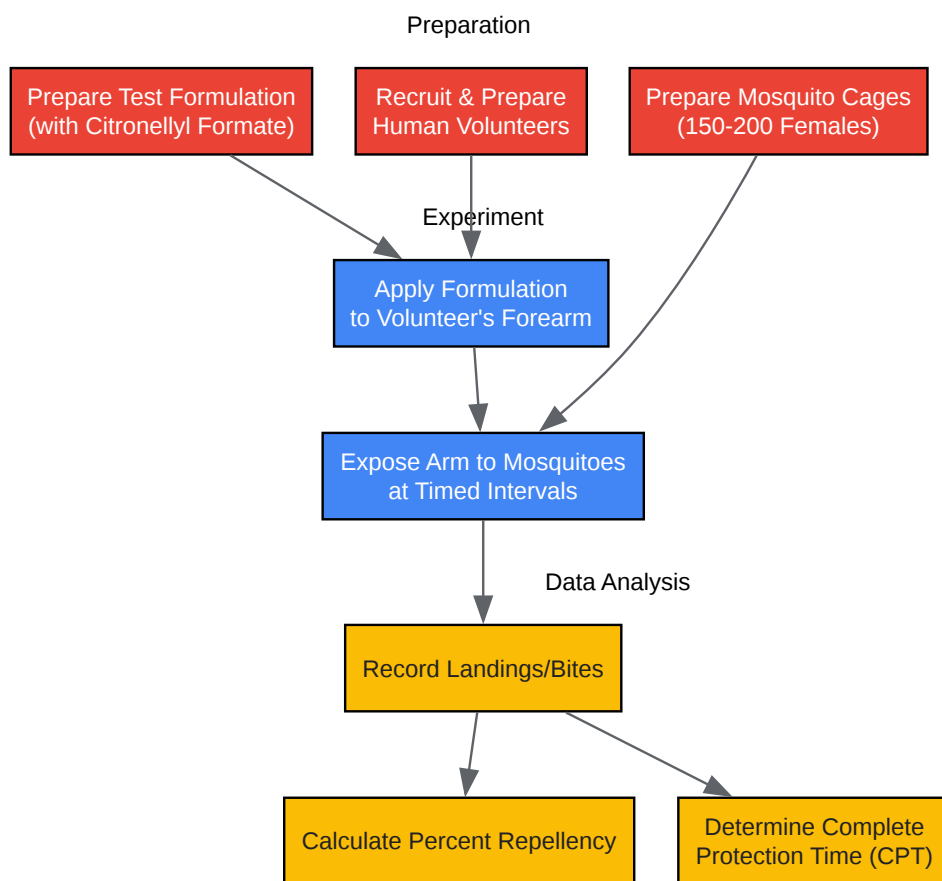 Preparation
Prepare Test Formulation
(with Citronellyl Formate)
Recruit & Prepare
Human Volunteers
Prepare Mosquito Cages
(150-200 Females)
Experiment
Apply Formulation
to Volunteer's Forearm
Expose Arm to Mosquitoes
at Timed Intervals
Data Analysis
Record Landings/Bites
Calculate Percent Repellency
Determine Complete
Protection Time (CPT)